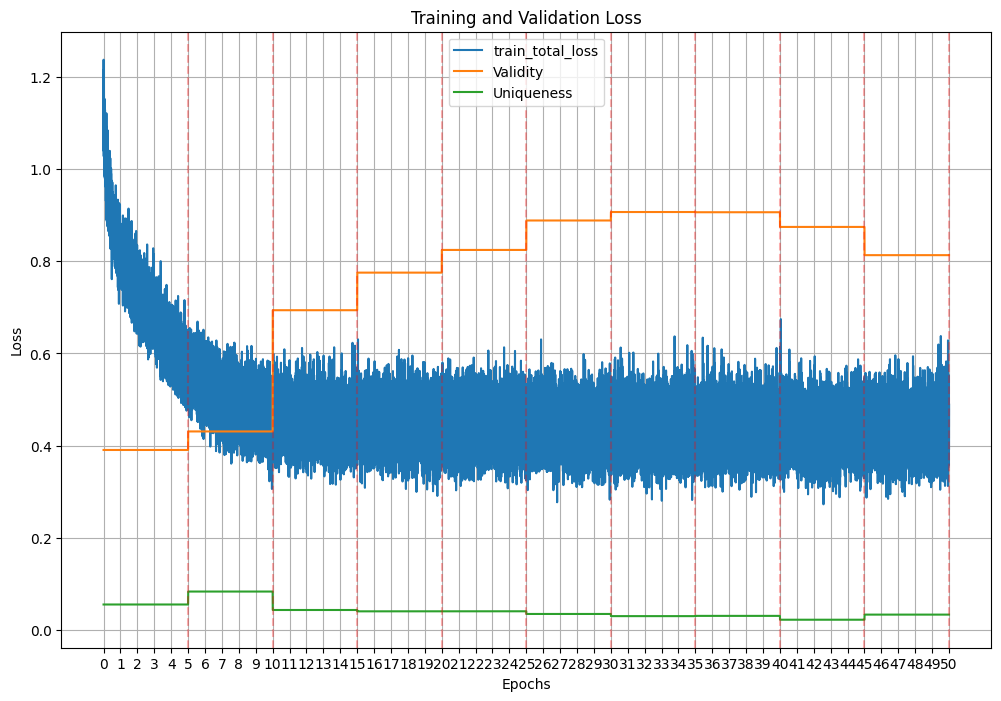 Training and Validation Loss
train_total_loss
Validity
Uniqueness
Loss
1.2
1.0
0.8
0.6
0.4
0.2
0.0
0 1 2 3 4 5 6 7 8 9 10 11 12 13 14 15 16 17 18 19 20 21 22 23 24 25 26 27 28 29 30 31 32 33 34 35 36 37 38 39 40 41 42 43 44 45 46 47 48 49 50
Epochs